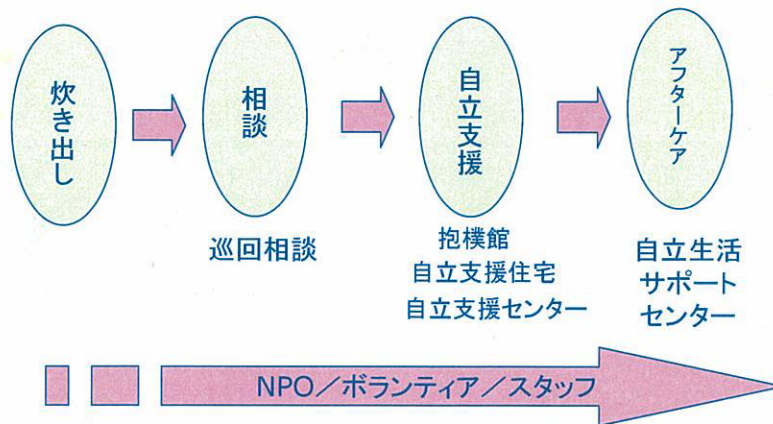 炊き出し
相談
自立支援
アフターケア
巡回相談
抱樸館
自立支援住宅
自立支援センター
自立生活
サポート
センター
NPO／ボランティア／スタッフ